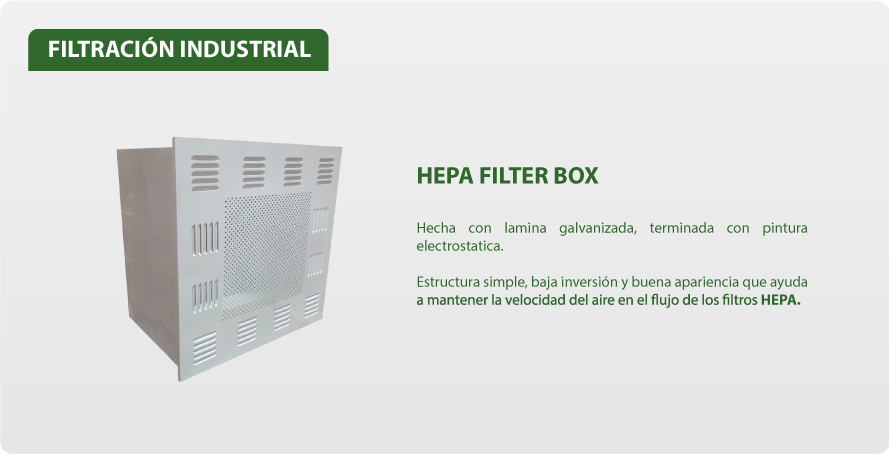 FILTRACIÓN INDUSTRIAL
HEPA FILTER BOX
Hecha con lamina galvanizada, terminada con pintura
electrostatica.
Estructura simple, baja inversión y buena apariencia que ayuda
a mantener la velocidad del aire en el flujo de los filtros HEPA.